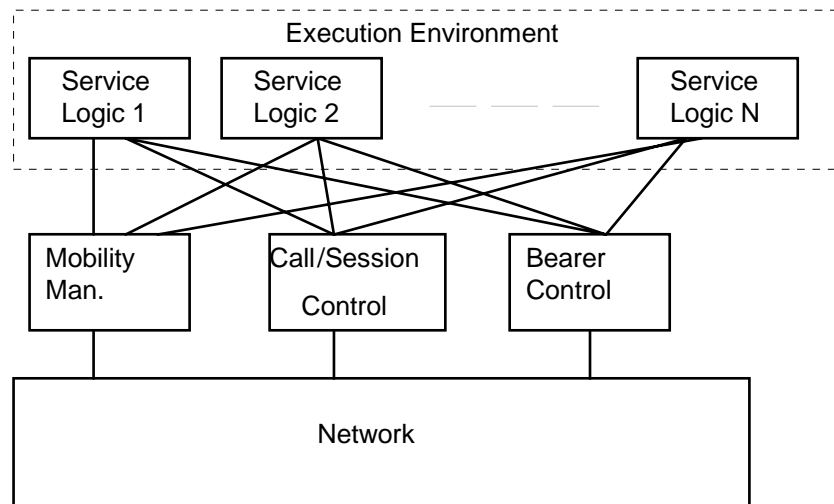 Execution Environment
Service
Logic 1
Service
Logic 2
Service
Logic N
Mobility
Man.
Call/Session
Control
Bearer
Control
Network